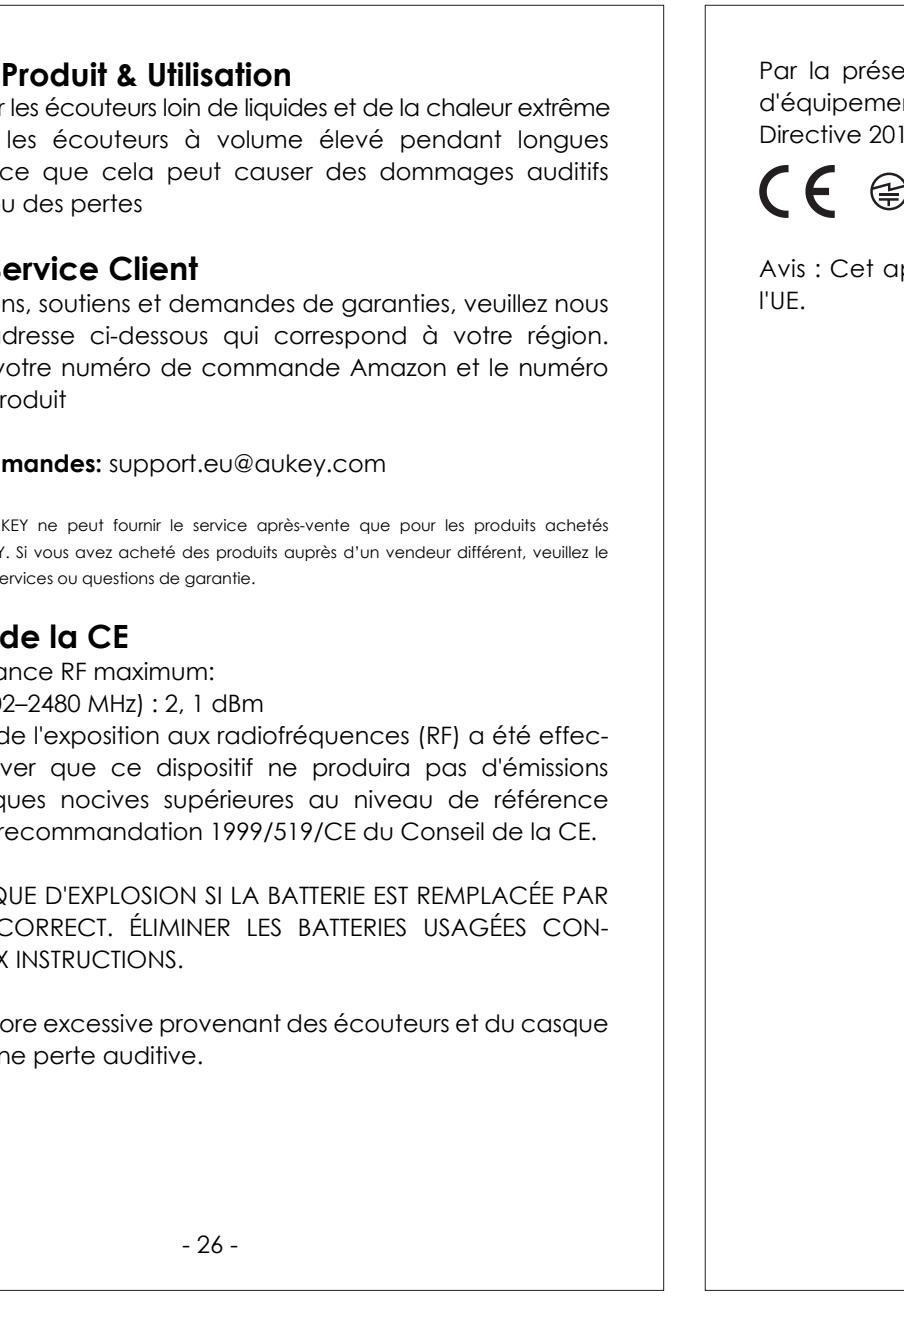 Produit & Utilisation
les écouteurs loin de liquides et de la chaleur extrême
les écouteurs à volume élevé pendant longues
ce que cela peut causer des dommages auditifs
u des pertes
Service Client
ns, soutiens et demandes de garanties, veuillez nous
dresse ci-dessous qui correspond à votre région.
votre numéro de commande Amazon et le numéro
roduit
mandes: support.eu@aukey.com
KEY ne peut fournir le service après-vente que pour les produits achetés
Y. Si vous avez acheté des produits auprès d’un vendeur différent, veuillez le
ervices ou questions de garantie.
de la CE
ance RF maximum:
02–2480 MHz) : 2, 1 dBm
de l'exposition aux radiofréquences (RF) a été effec-
ver que ce dispositif ne produira pas d'émissions
ques nocives supérieures au niveau de référence
recommandation 1999/519/CE du Conseil de la CE.
QUE D'EXPLOSION SI LA BATTERIE EST REMPLACÉE PAR
CORRECT. ÉLIMINER LES BATTERIES USAGÉES CON-
X INSTRUCTIONS.
ore excessive provenant des écouteurs et du casque
ne perte auditive.
- 26 -
Par la prése
d'équipemer
Directive 201
CE
Avis : Cet ap
l'UE.